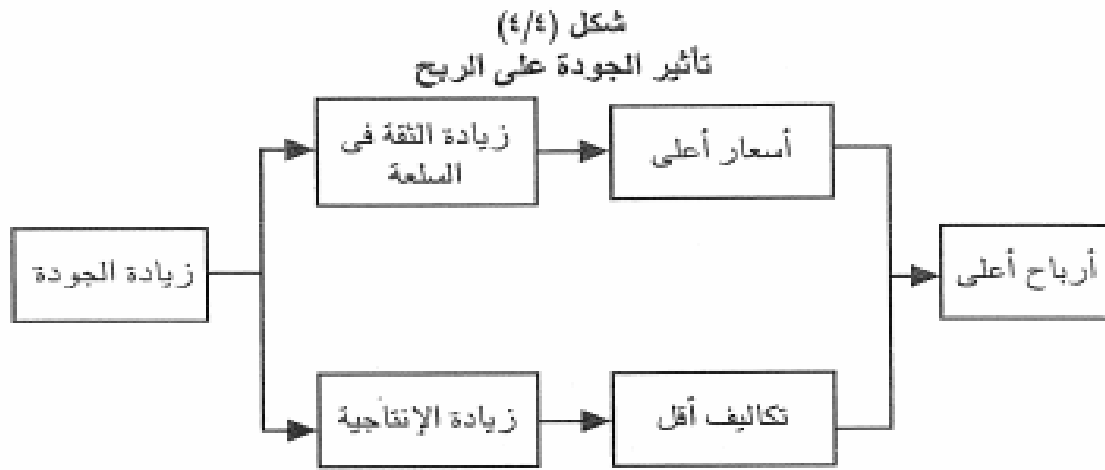 شكل (٤/٤)
تأثير الجودة على الربح
زيادة الجودة
زيادة الثقة فى
السلعة
أسعار أعلى
زيادة الإنتاجية
تكاليف أقل
أرباح أعلى